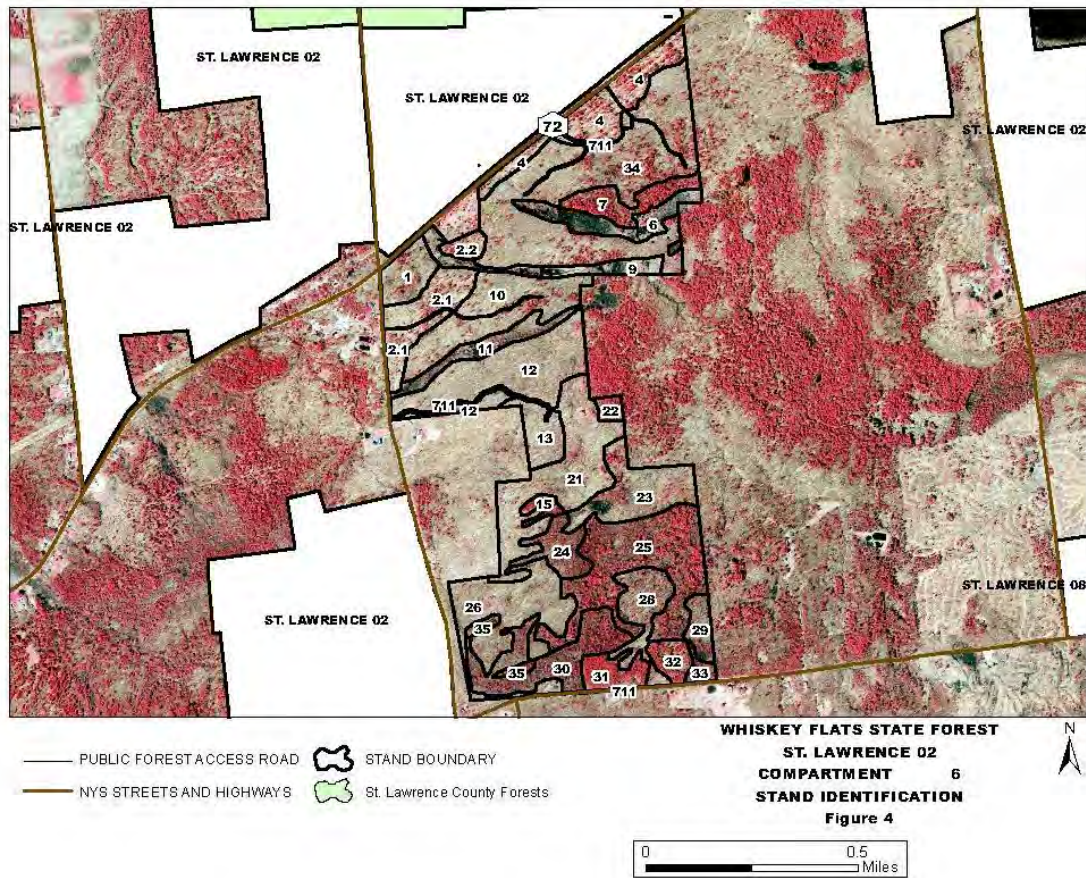 ST. LAWRENCE 02
ST. LAWRENCE 02
4
72
4
711
ST. LAWRENCE 02
4
34
7
6
ST. LAWRENCE 02
2.2
9
1
10
2.1
11
2.1
12
711
12
22
13
21
15
23
24
25
ST. LAWRENCE 06
26
28
35
ST. LAWRENCE 02
29
35
30
31
32
33
711
PUBLIC FOREST ACCESS ROAD
STAND BOUNDARY
NYS STREETS AND HIGHWAYS
St. Lawrence County Forests
WHISKEY FLATS STATE FOREST
ST. LAWRENCE 02
COMPARTMENT 6
STAND IDENTIFICATION
Figure 4
N
0 0.5
Miles